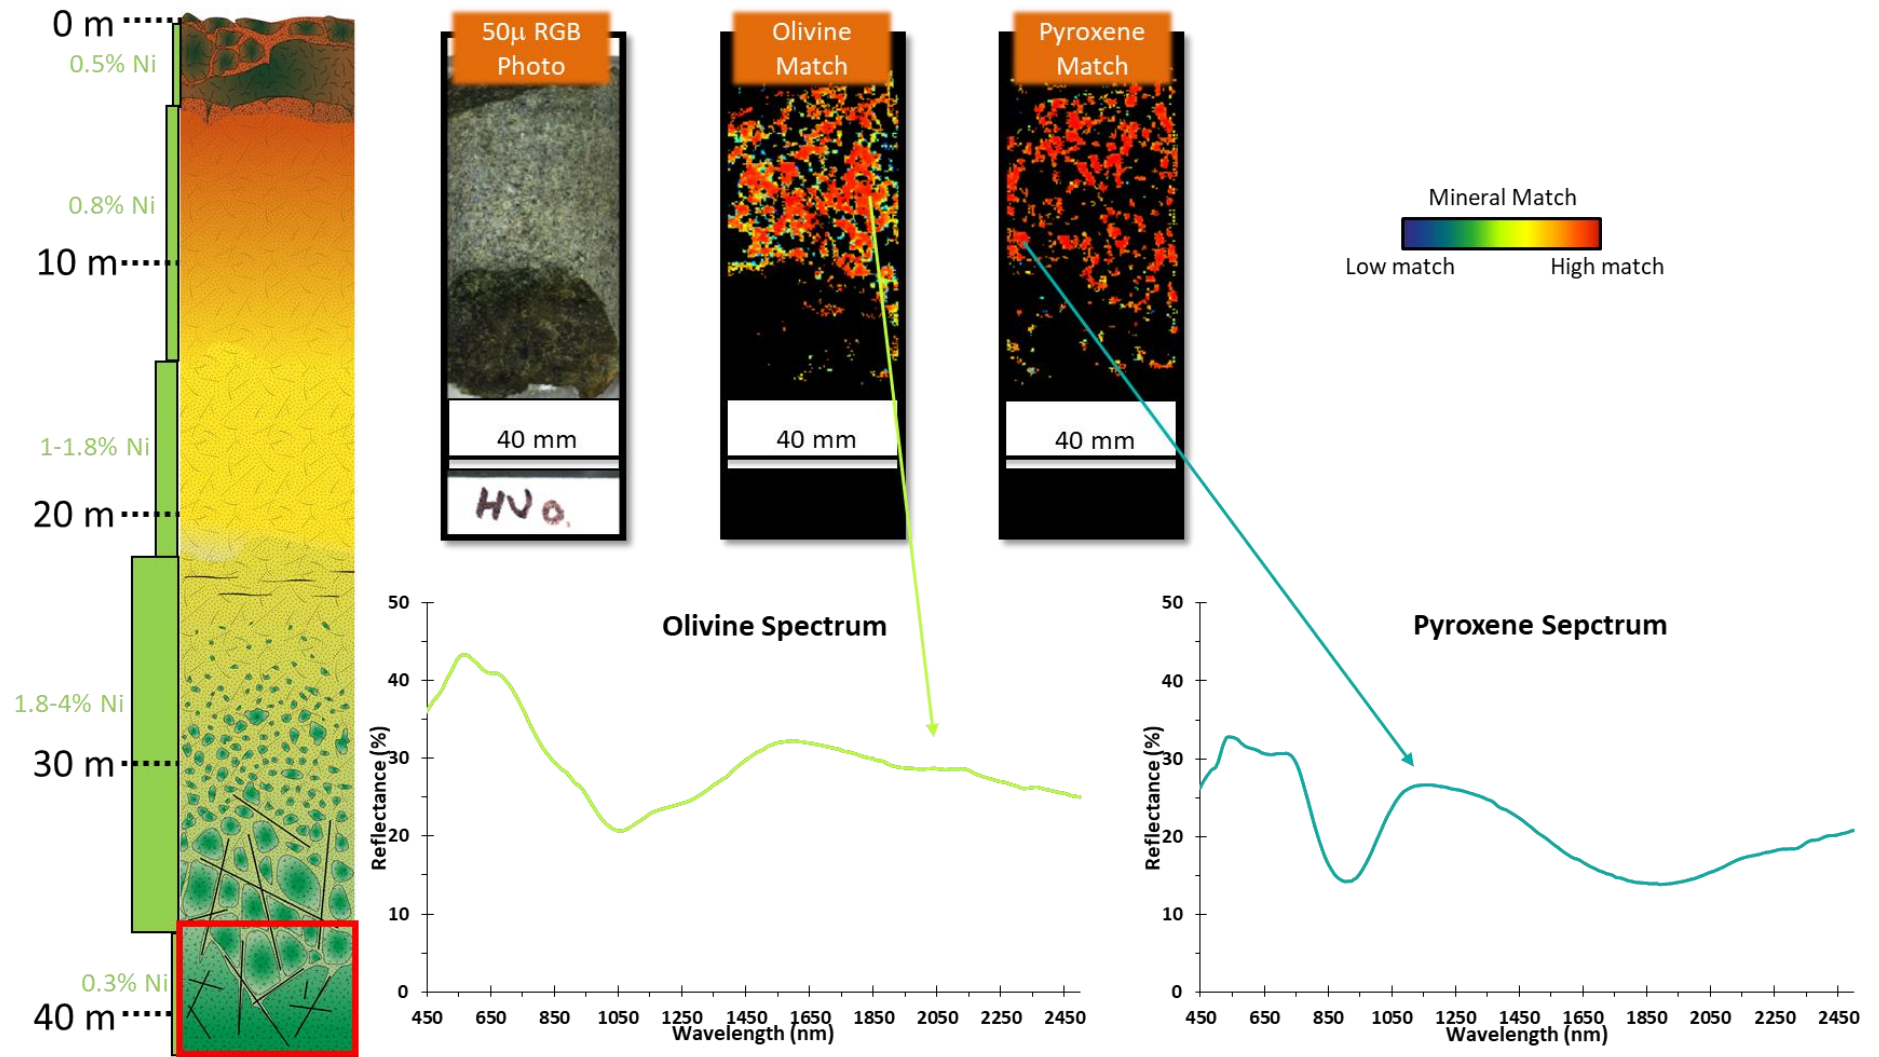 0 m
0.5% Ni
0.8% Ni
10 m
1-1.8% Ni
20 m
1.8-4% Ni
30 m
0.3% Ni
40 m
50µ RGB
Photo
Olivine
Match
Pyroxene
Match
40 mm
40 mm
40 mm
HVO.
Mineral Match
Low match
High match
Olivine Spectrum
Reflectance (%)
50
40
30
20
10
0
450
650
850
1050
1250
1450
1650
1850
2050
2250
2450
Wavelength (nm)
Pyroxene Sepctrum
Reflectance (%)
50
40
30
20
10
0
450
650
850
1050
1250
1450
1650
1850
2050
2250
2450
Wavelength (nm)